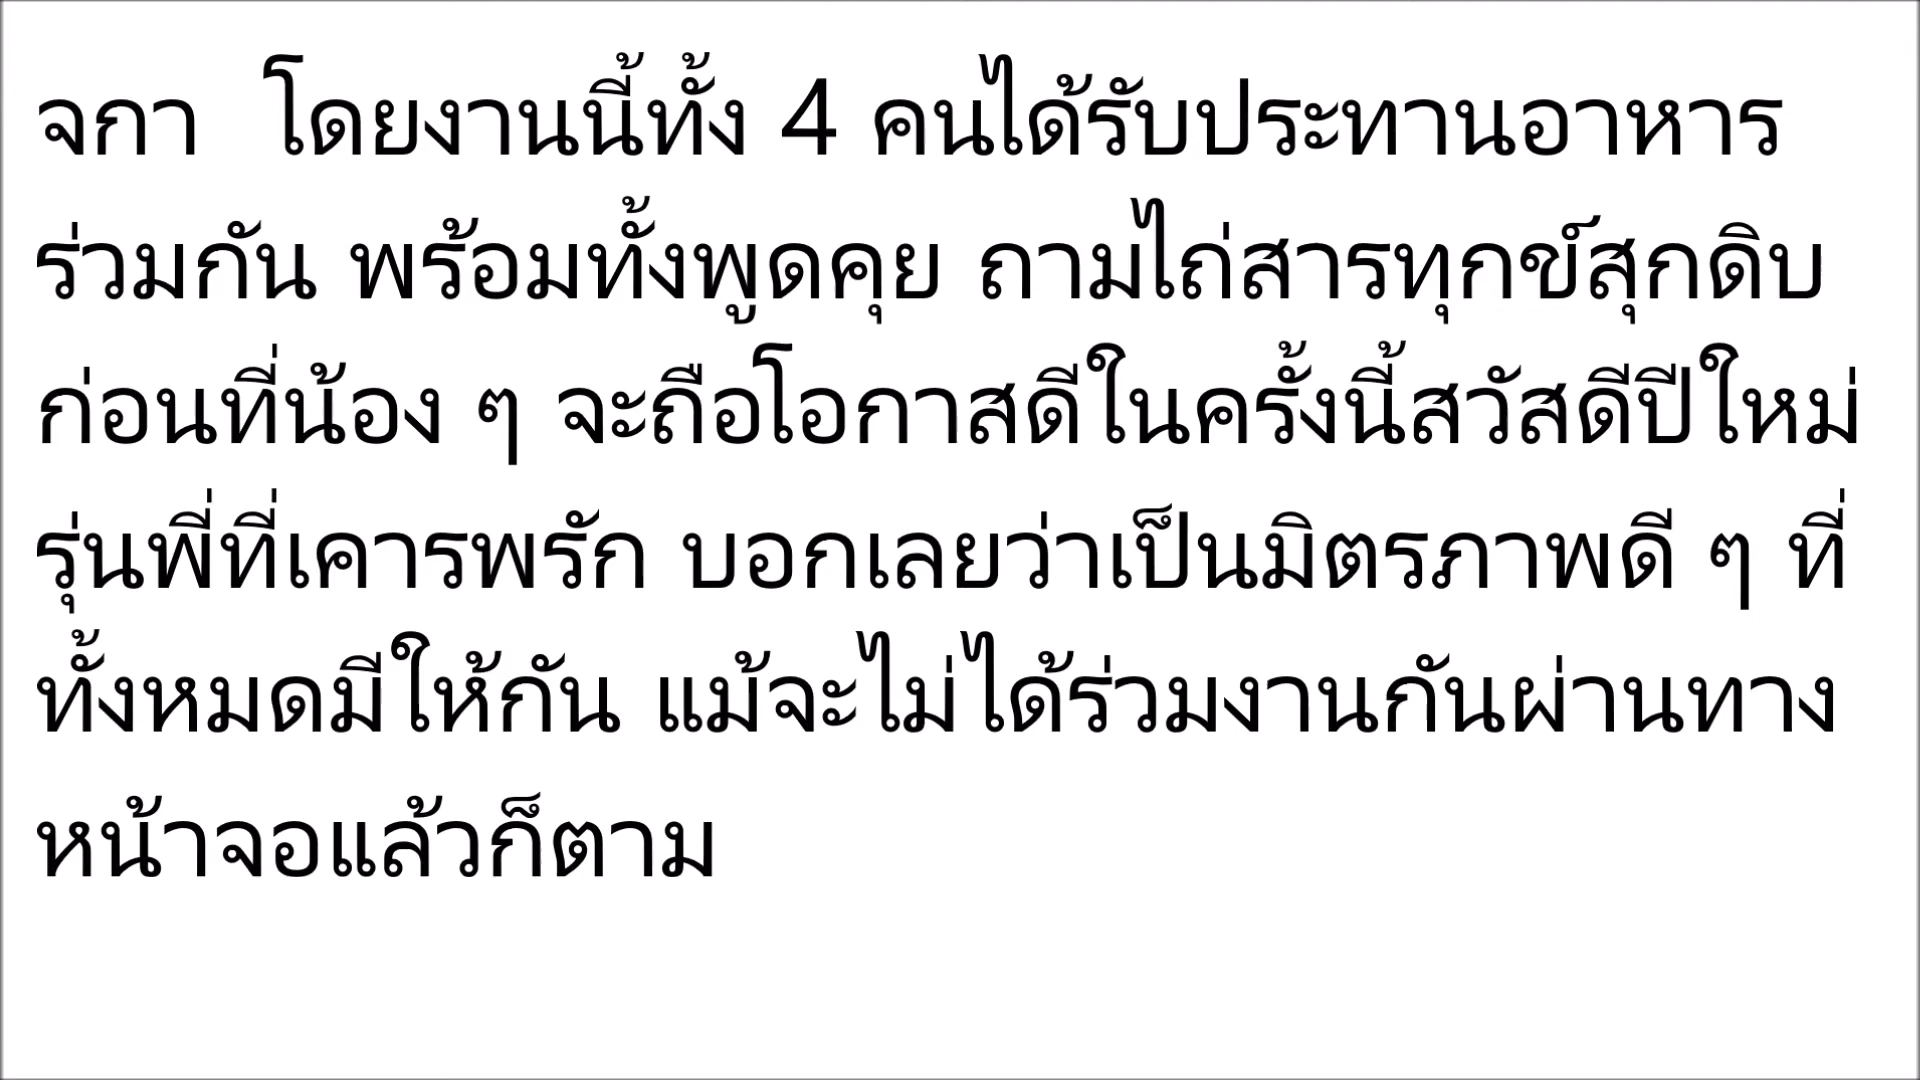 จกา  โดยงานนี้ทั้ง 4 คนได้รับประทานอาหาร
ร่วมกัน พร้อมทั้งพูดคุย ถามไถ่สารทุกข์สุกดิบ
ก่อนที่น้อง ๆ จะถือโอกาสดีในครั้งนี้สวัสดีปีใหม่
รุ่นพี่ที่เคารพรัก บอกเลยว่าเป็นมิตรภาพดี ๆ ที่
ทั้งหมดมีให้กัน แม้จะไม่ได้ร่วมงานกันผ่านทาง
หน้าจอแล้วก็ตาม